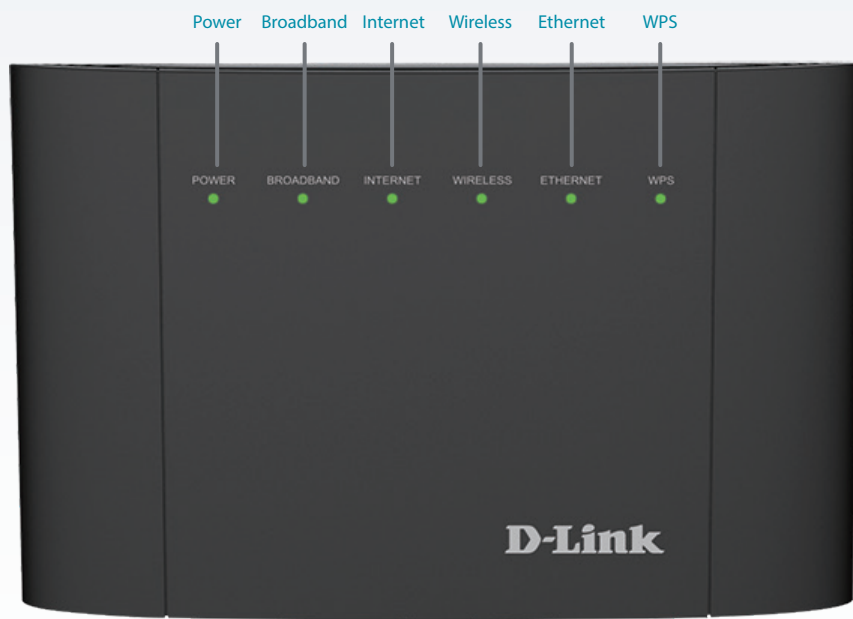 Power Broadband Internet Wireless Ethernet WPS
POWER BROADBAND INTERNET WIRELESS ETHERNET WPS
D-Link